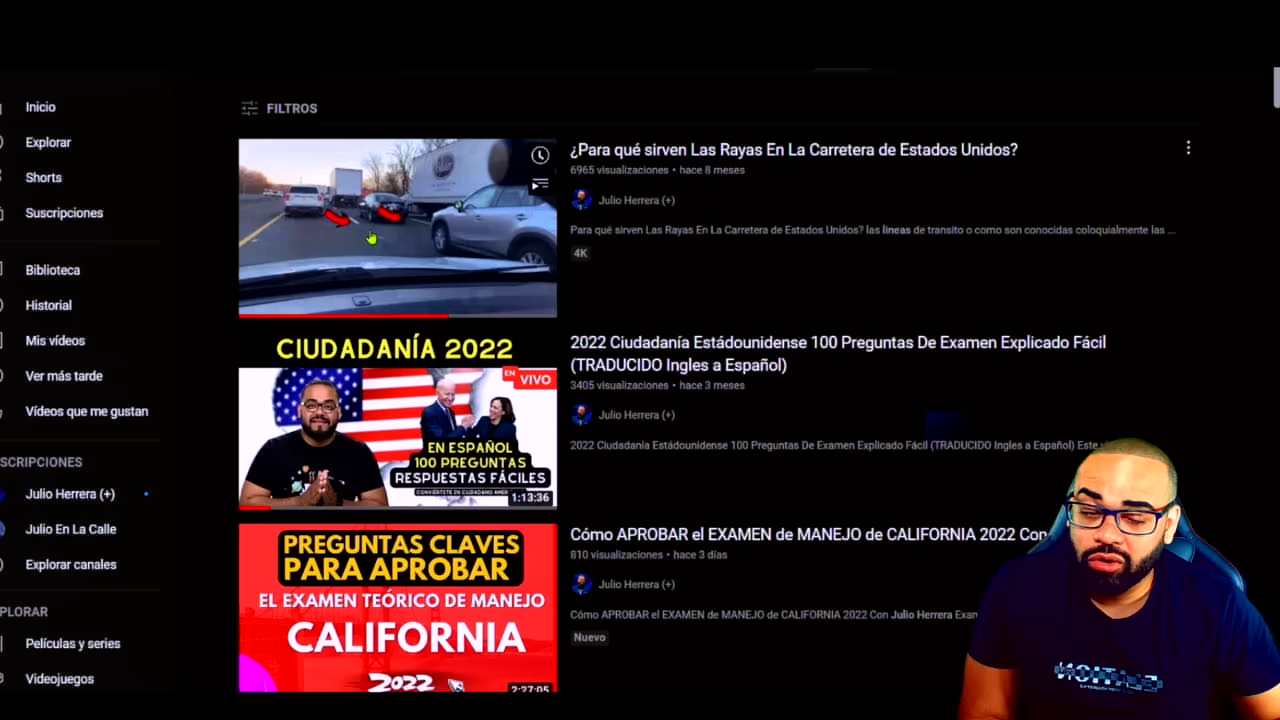 Inicio
Explorar
Shorts
Suscripciones
Biblioteca
Historial
Mis vídeos
Ver más tarde
Vídeos que me gustan
SCRIPCIONES
Julio Herrera (+)
Julio En La Calle
Explorar canales
PLORAR
Películas y series
Videojuegos
FILTROS
¿Para qué sirven Las Rayas En La Carretera de Estados Unidos?
6965 visualizaciones • hace 8 meses
Julio Herrera (+)
Para qué sirven Las Rayas En La Carretera de Estados Unidos? las lineas de transito o como son conocidas coloquialmente las ...
4K
CIUDADANÍA 2022
EN VIVO
EN ESPAÑOL
100 PREGUNTAS
RESPUESTAS FÁCILES
1:13:36
2022 Ciudadanía Estádounidense 100 Preguntas De Examen Explicado Fácil
(TRADUCIDO Ingles a Español)
3405 visualizaciones • hace 3 meses
Julio Herrera (+)
2022 Ciudadanía Estádounidense 100 Preguntas De Examen Explicado Fácil (TRADUCIDO Ingles a Español) Este
PREGUNTAS CLAVES
PARA APROBAR
EL EXAMEN TEÓRICO DE MANEJO
CALIFORNIA
2022
2:27:05
Cómo APROBAR el EXAMEN de MANEJO de CALIFORNIA 2022 Con
810 visualizaciones • hace 3 días
Julio Herrera (+)
Cómo APROBAR el EXAMEN de MANEJO de CALIFORNIA 2022 Con Julio Herrera Exam
Nuevo